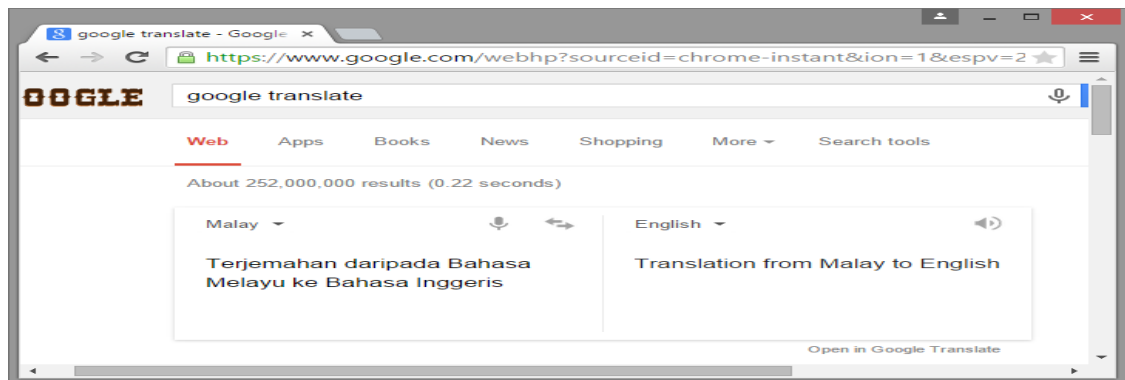 google translate - Google
https://www.google.com/webhp?sourceid=chrome-instant&ion=1&espv=2
OOGLE google translate
Web Apps Books News Shopping More Search tools
About 252,000,000 results (0.22 seconds)
Malay English
Terjemahan daripada Bahasa
Melayu ke Bahasa Inggeris
Translation from Malay to English
Open in Google Translate